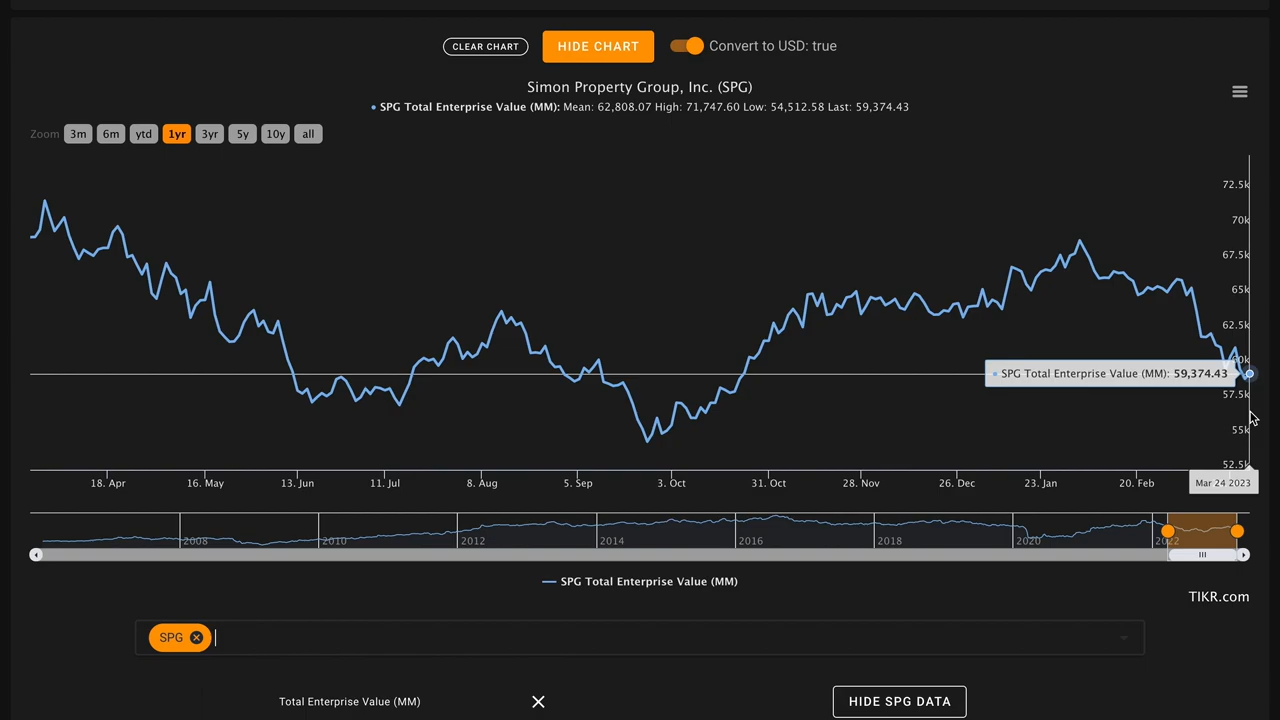 CLEAR CHART
HIDE CHART
Convert to USD: true
Simon Property Group, Inc. (SPG)
SPG Total Enterprise Value (MM): Mean: 62,808.07 High: 71,747.60 Low: 54,512.58 Last: 59,374.43
Zoom 3m 6m ytd 1yr 3yr 5y 10y all
72.5k
70k
67.5k
65k
62.5k
60k
SPG Total Enterprise Value (MM): 59,374.43
57.5k
55k
52.5k
18. Apr 16. May 13. Jun 11. Jul 8. Aug 5. Sep 3. Oct 31. Oct 28. Nov 26. Dec 23. Jan 20. Feb Mar 24 2023
2008 2010 2012 2014 2016 2018 2020 2022
SPG Total Enterprise Value (MM)
TIKR.com
SPG
Total Enterprise Value (MM)
HIDE SPG DATA